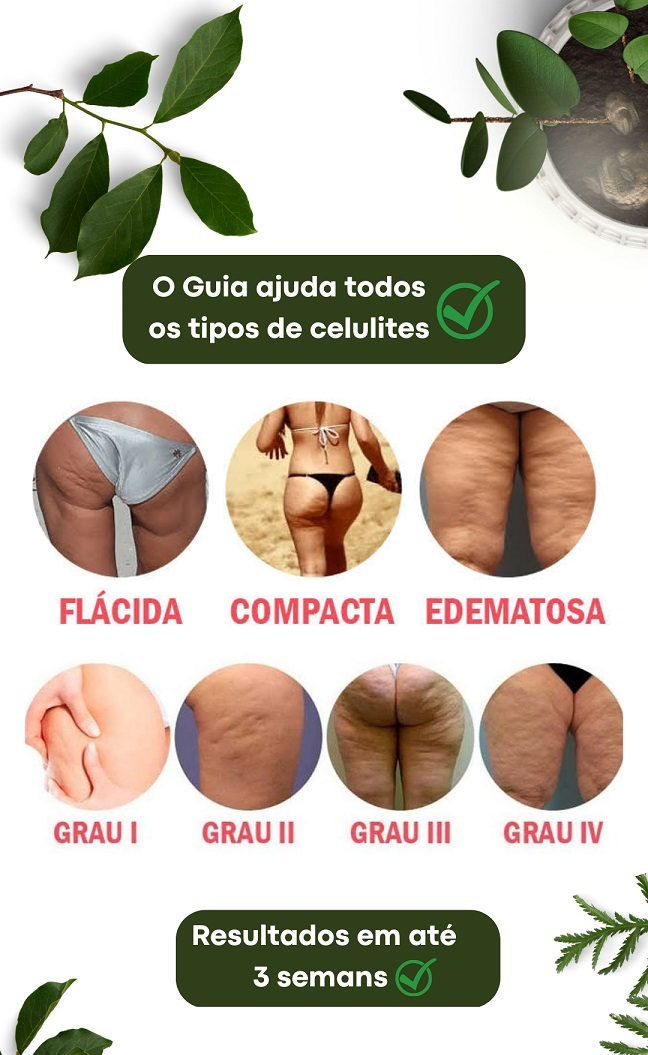 O Guia ajuda todos
os tipos de celulites
FLÁCIDA COMPACTA EDEMATOSA
GRAU I GRAU II GRAU III GRAU IV
Resultados em até
3 semans